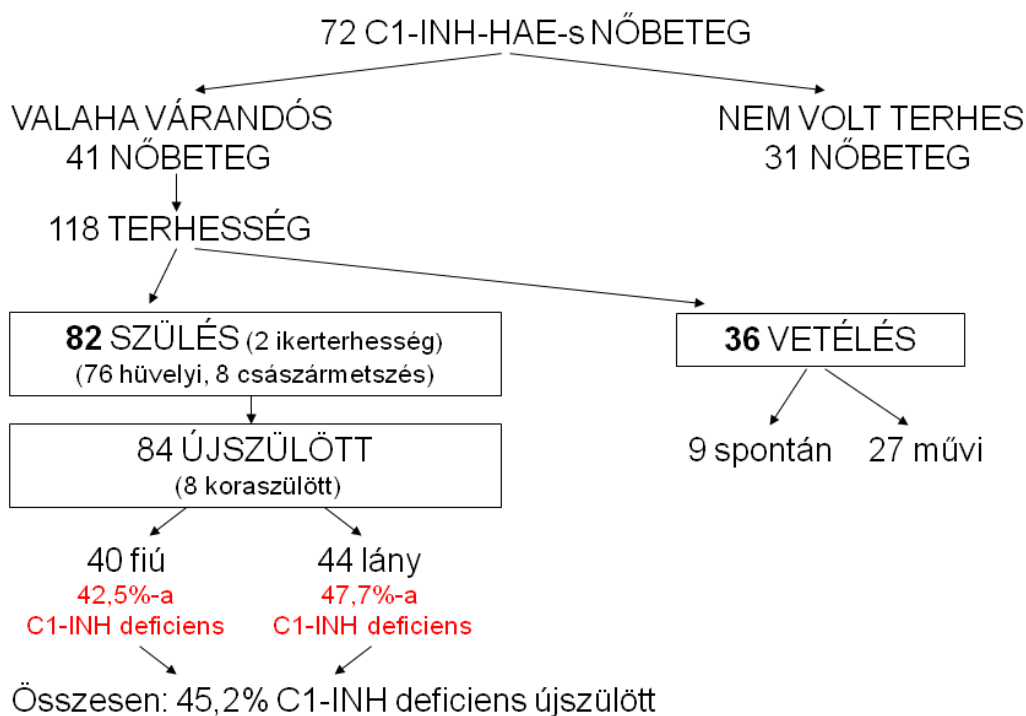 72 C1-INH-HAE-s NŐBETEG
VALAHA VÁRANDÓS
41 NŐBETEG
NEM VOLT TERHES
31 NŐBETEG
118 TERHESSÉG
82 SZÜLÉS (2 ikerterhesség)
(76 hüvelyi, 8 császármetszés)
36 VETÉLÉS
84 ÚJSZÜLÖTT
(8 koraszülött)
9 spontán
27 művi
40 fiú
42,5%-a
C1-INH deficiens
44 lány
47,7%-a
C1-INH deficiens
Összesen: 45,2% C1-INH deficiens újszülött